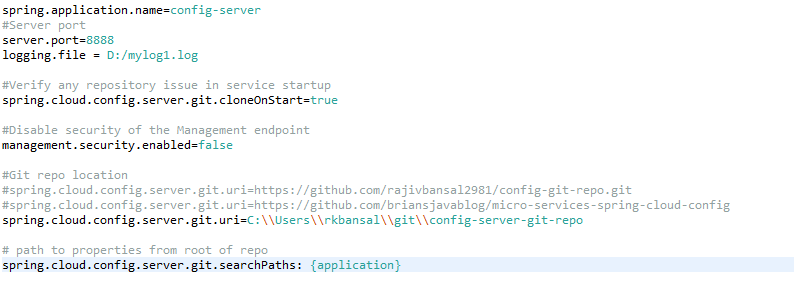 spring.application.name=config-server
#Server port
server.port=8888
logging.file = D:/mylog1.log
#Verify any repository issue in service startup
spring.cloud.config.server.git.cloneOnStart=true
#Disable security of the Management endpoint
management.security.enabled=false
#Git repo location
#spring.cloud.config.server.git.uri=https://github.com/rajivbansal2981/config-git-repo.git
#spring.cloud.config.server.git.uri=https://github.com/briansjavablog/micro-services-spring-cloud-config
spring.cloud.config.server.git.uri=C:\\Users\\rkbansal\\git\\config-server-git-repo
# path to properties from root of repo
spring.cloud.config.server.git.searchPaths: {application}